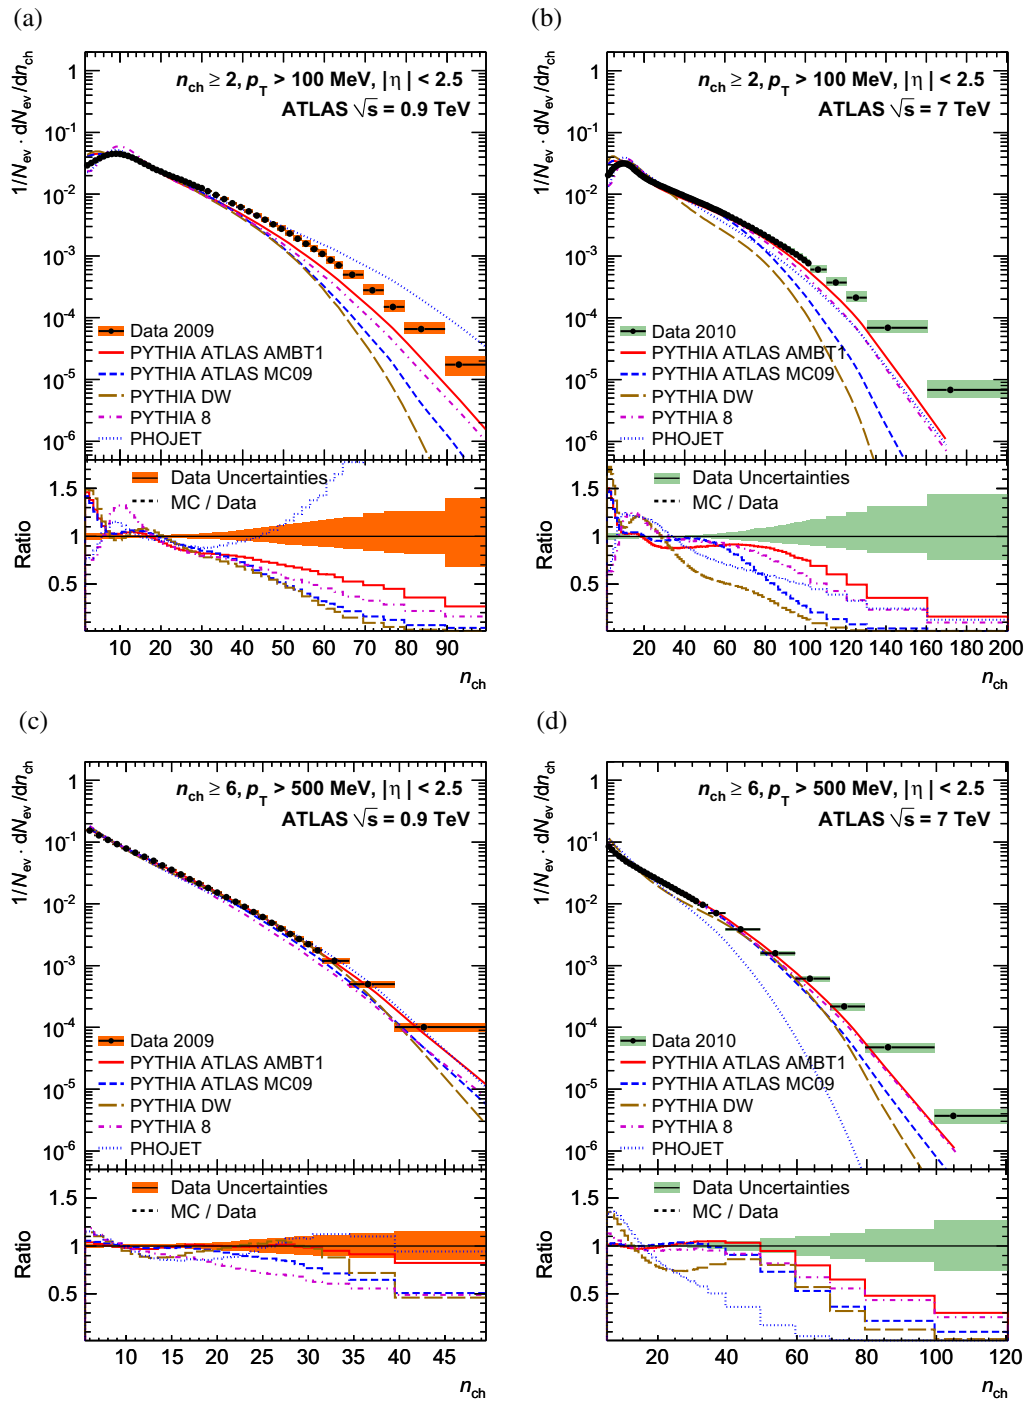 (a)
1/N_ev · dN_ev/dn_ch
n_ch ≥ 2, p_T > 100 MeV, |η| < 2.5
ATLAS √s = 0.9 TeV
1
10⁻¹
10⁻²
10⁻³
10⁻⁴
10⁻⁵
10⁻⁶
Data 2009
PYTHIA ATLAS AMBT1
PYTHIA ATLAS MC09
PYTHIA DW
PYTHIA 8
PHOJET
Ratio
1.5
1
0.5
Data Uncertainties
MC / Data
10 20 30 40 50 60 70 80 90
n_ch
(b)
1/N_ev · dN_ev/dn_ch
n_ch ≥ 2, p_T > 100 MeV, |η| < 2.5
ATLAS √s = 7 TeV
1
10⁻¹
10⁻²
10⁻³
10⁻⁴
10⁻⁵
10⁻⁶
Data 2010
PYTHIA ATLAS AMBT1
PYTHIA ATLAS MC09
PYTHIA DW
PYTHIA 8
PHOJET
Ratio
1.5
1
0.5
Data Uncertainties
MC / Data
20 40 60 80 100 120 140 160 180 200
n_ch
(c)
1/N_ev · dN_ev/dn_ch
n_ch ≥ 6, p_T > 500 MeV, |η| < 2.5
ATLAS √s = 0.9 TeV
1
10⁻¹
10⁻²
10⁻³
10⁻⁴
10⁻⁵
10⁻⁶
Data 2009
PYTHIA ATLAS AMBT1
PYTHIA ATLAS MC09
PYTHIA DW
PYTHIA 8
PHOJET
Ratio
1.5
1
0.5
Data Uncertainties
MC / Data
10 15 20 25 30 35 40 45
n_ch
(d)
1/N_ev · dN_ev/dn_ch
n_ch ≥ 6, p_T > 500 MeV, |η| < 2.5
ATLAS √s = 7 TeV
1
10⁻¹
10⁻²
10⁻³
10⁻⁴
10⁻⁵
10⁻⁶
Data 2010
PYTHIA ATLAS AMBT1
PYTHIA ATLAS MC09
PYTHIA DW
PYTHIA 8
PHOJET
Ratio
1.5
1
0.5
Data Uncertainties
MC / Data
20 40 60 80 100 120
n_ch